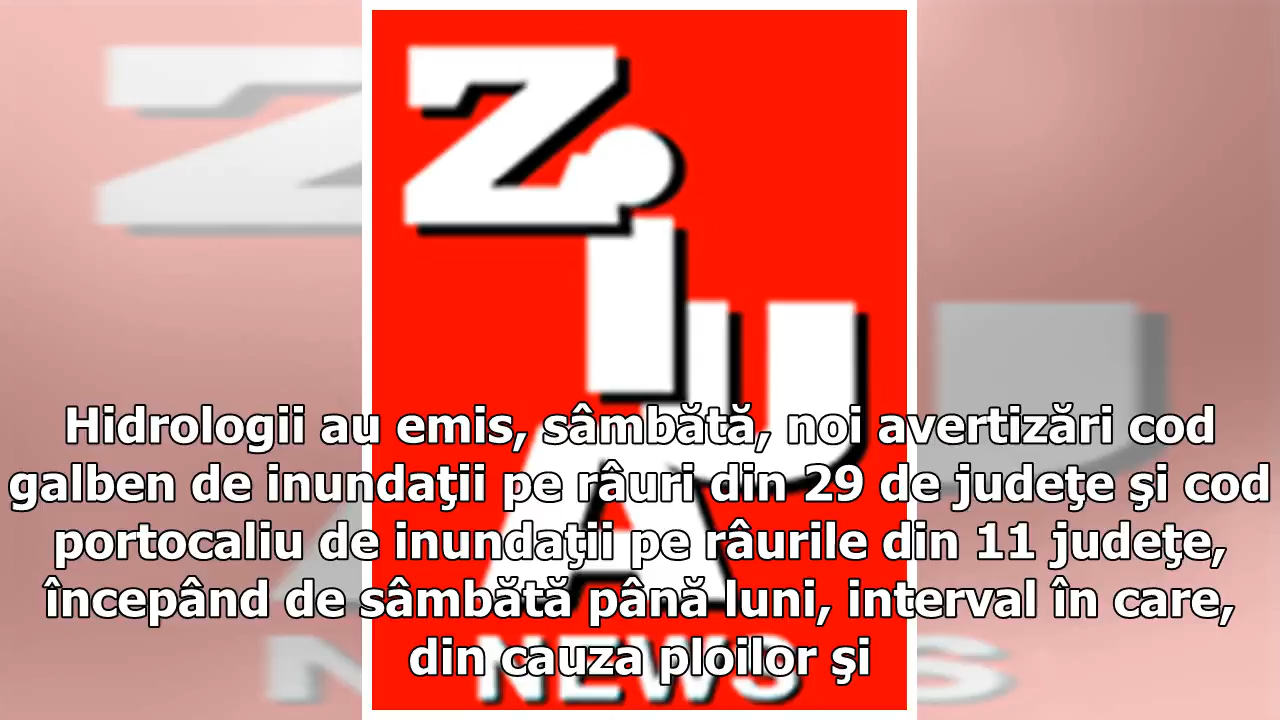 ZIUA
NEWS
Hidrologii au emis, sâmbătă, noi avertizări cod
galben de inundaţii pe râuri din 29 de judeţe şi cod
portocaliu de inundaţii pe râurile din 11 judeţe,
începând de sâmbătă până luni, interval în care,
din cauza ploilor şi